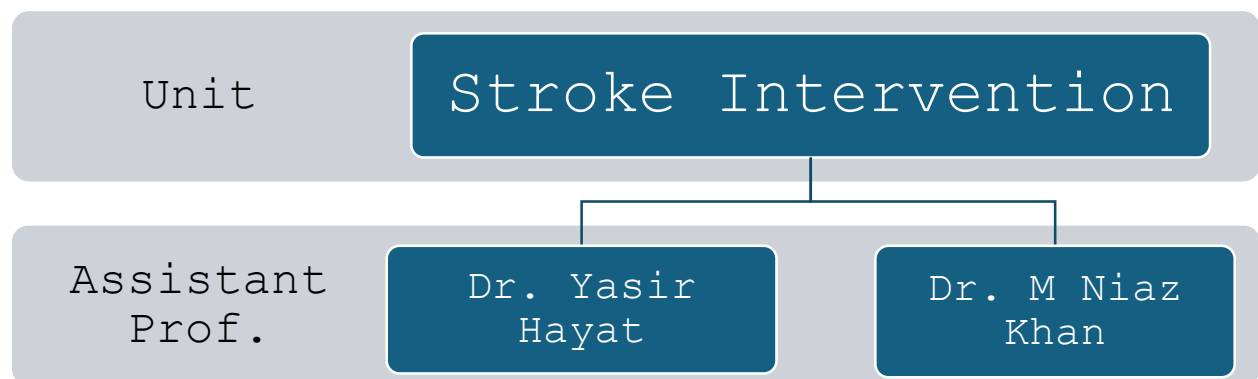 Unit
Stroke Intervention
Assistant
Prof.
Dr. Yasir
Hayat
Dr. M Niaz
Khan